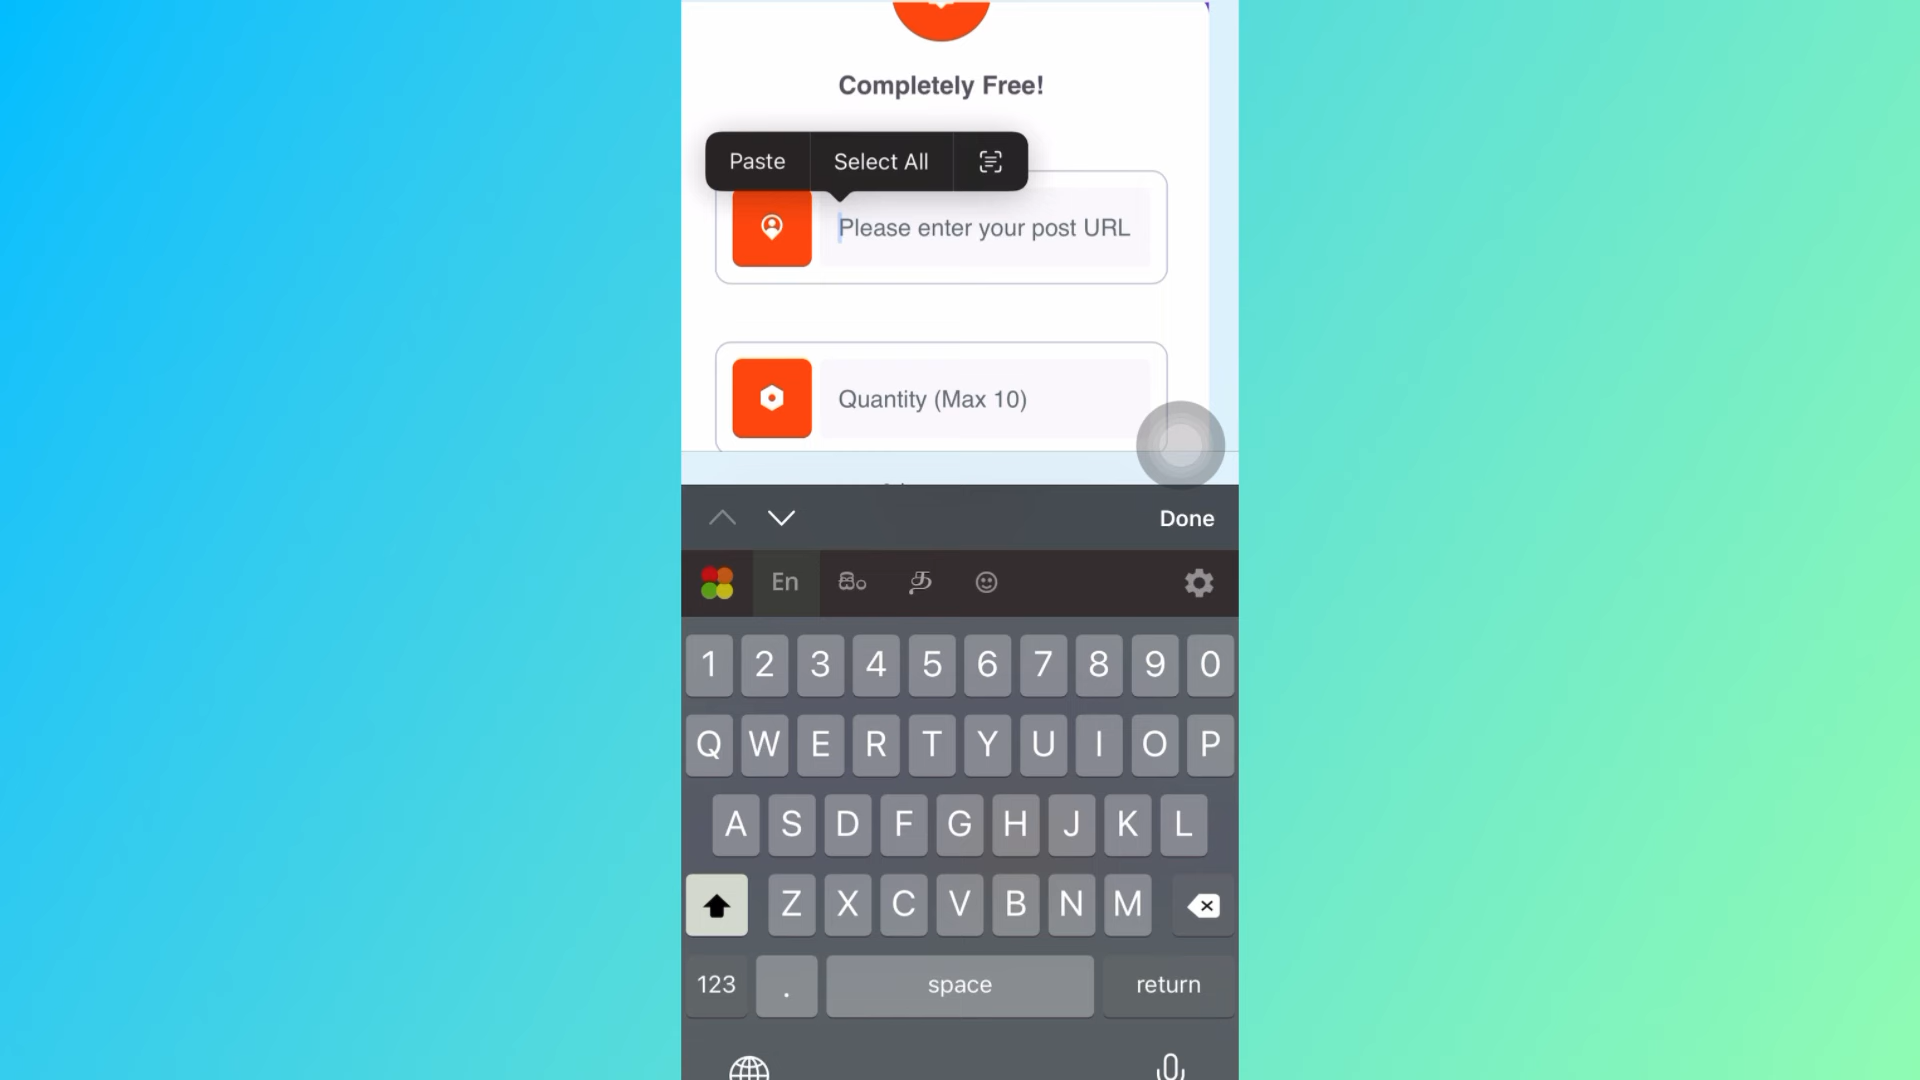 Completely Free!
Paste Select All
Please enter your post URL
Quantity (Max 10)
Done
En සිං த
1 2 3 4 5 6 7 8 9 0
Q W E R T Y U I O P
A S D F G H J K L
Z X C V B N M
123 . space return